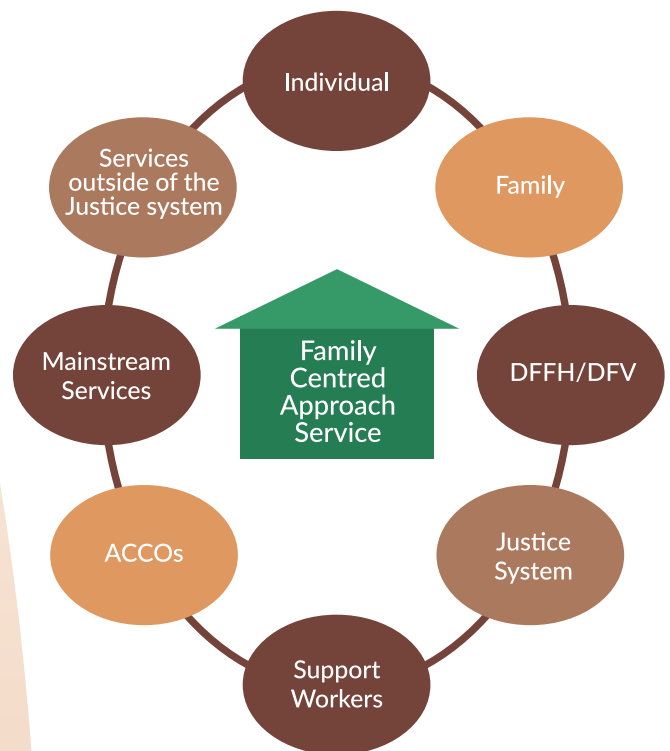 Individual
Services
outside of the
Justice system
Family
Family
Centred
Approach
Service
Mainstream
Services
DFFH/DFV
ACCOs
Justice
System
Support
Workers